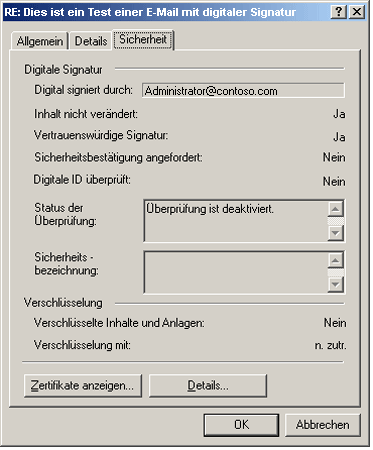 RE: Dies ist ein Test einer E-Mail mit digitaler Signatur
Allgemein Details Sicherheit
Digitale Signatur
Digital signiert durch: Administrator@contoso.com
Inhalt nicht verändert: Ja
Vertrauenswürdige Signatur: Ja
Sicherheitsbestätigung angefordert: Nein
Digitale ID überprüft: Nein
Status der Überprüfung.ist deaktiviert.
Überprüfung:
Sicherheits -
bezeichnung:
Verschlüsselung
Verschlüsselte Inhalte und Anlagen: Nein
Verschlüsselung mit: n. zutr.
Zertifikate anzeigen... Details...
OK Abbrechen